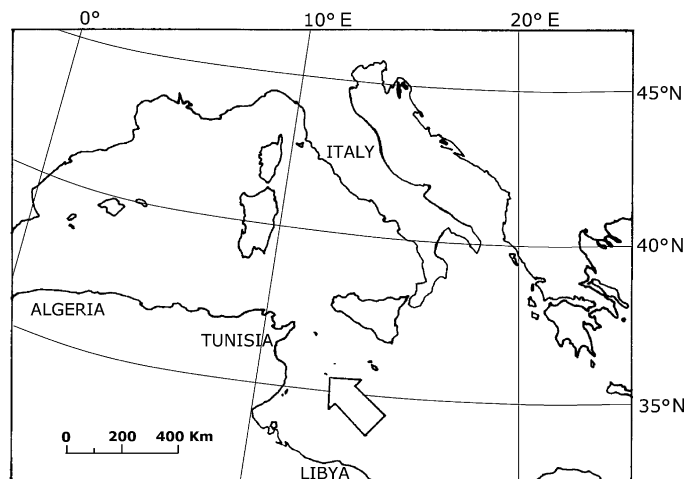 0° 10° E 20° E
45°N
ITALY
40°N
ALGERIA
TUNISIA
35°N
0 200 400 Km
LIBYA